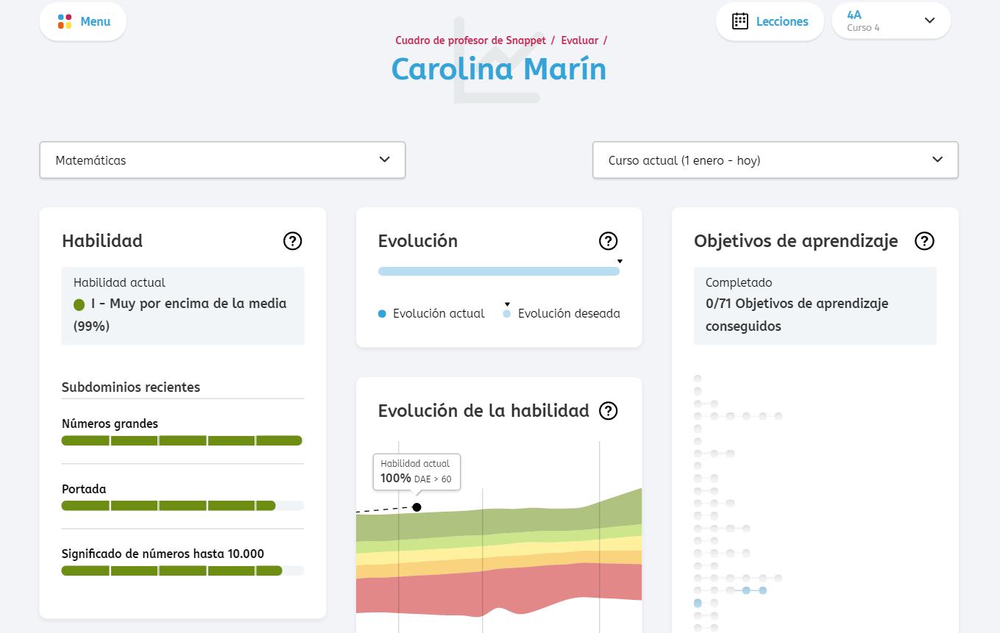 Menu
Lecciones
4A
Curso 4
Cuadro de profesor de Snappet / Evaluar /
Carolina Marín
Matemáticas
Curso actual (1 enero - hoy)
Habilidad
?
Habilidad actual
I - Muy por encima de la media
(99%)
Subdominios recientes
Números grandes
Portada
Significado de números hasta 10.000
Evolución
?
Evolución actual
Evolución deseada
Evolución de la habilidad
?
Habilidad actual
100% DAE > 60
Objetivos de aprendizaje
?
Completado
0/71 Objetivos de aprendizaje
conseguidos